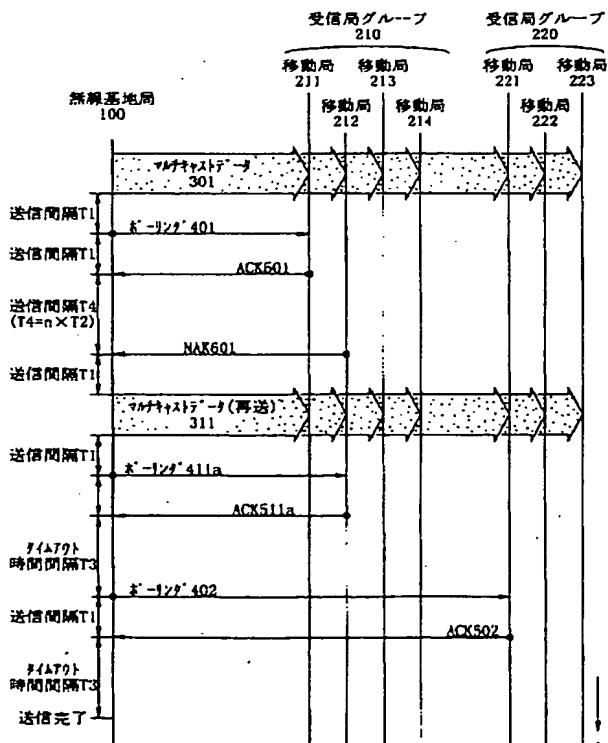 受信局グループ
210
受信局グループ
220
移動局
211
移動局
213
移動局
221
移動局
223
無線基地局
100
移動局
212
移動局
214
移動局
222
マルチキャストデータ
301
送信間隔T1
ポーリング401
送信間隔T1
ACK501
送信間隔T4
(T4=n×T2)
NAK601
送信間隔T1
マルチキャストデータ(再送)
311
送信間隔T1
ポーリング411a
ACK511a
タイムアウト
時間間隔T3
ポーリング402
送信間隔T1
ACK502
タイムアウト
時間間隔T3
送信完了